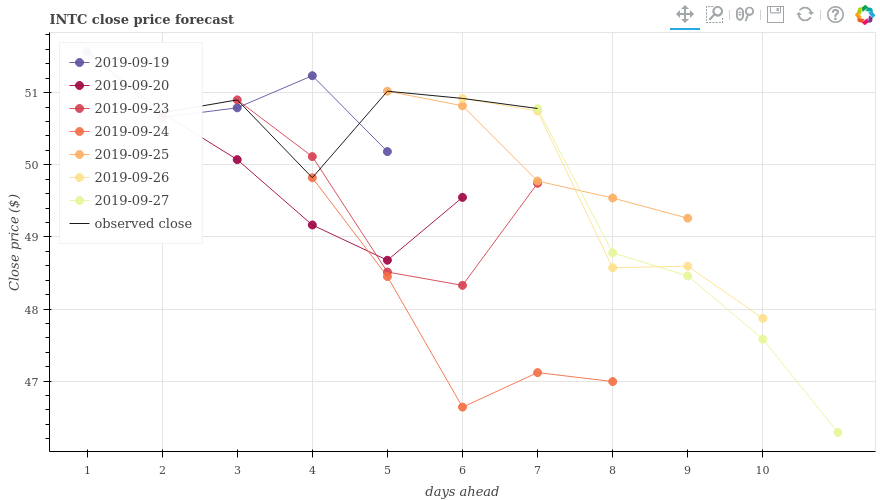 INTC close price forecast
2019-09-19
2019-09-20
2019-09-23
2019-09-24
2019-09-25
2019-09-26
2019-09-27
observed close
Close price ($)
51
50
49
48
47
1 2 3 4 5 6 7 8 9 10
days ahead